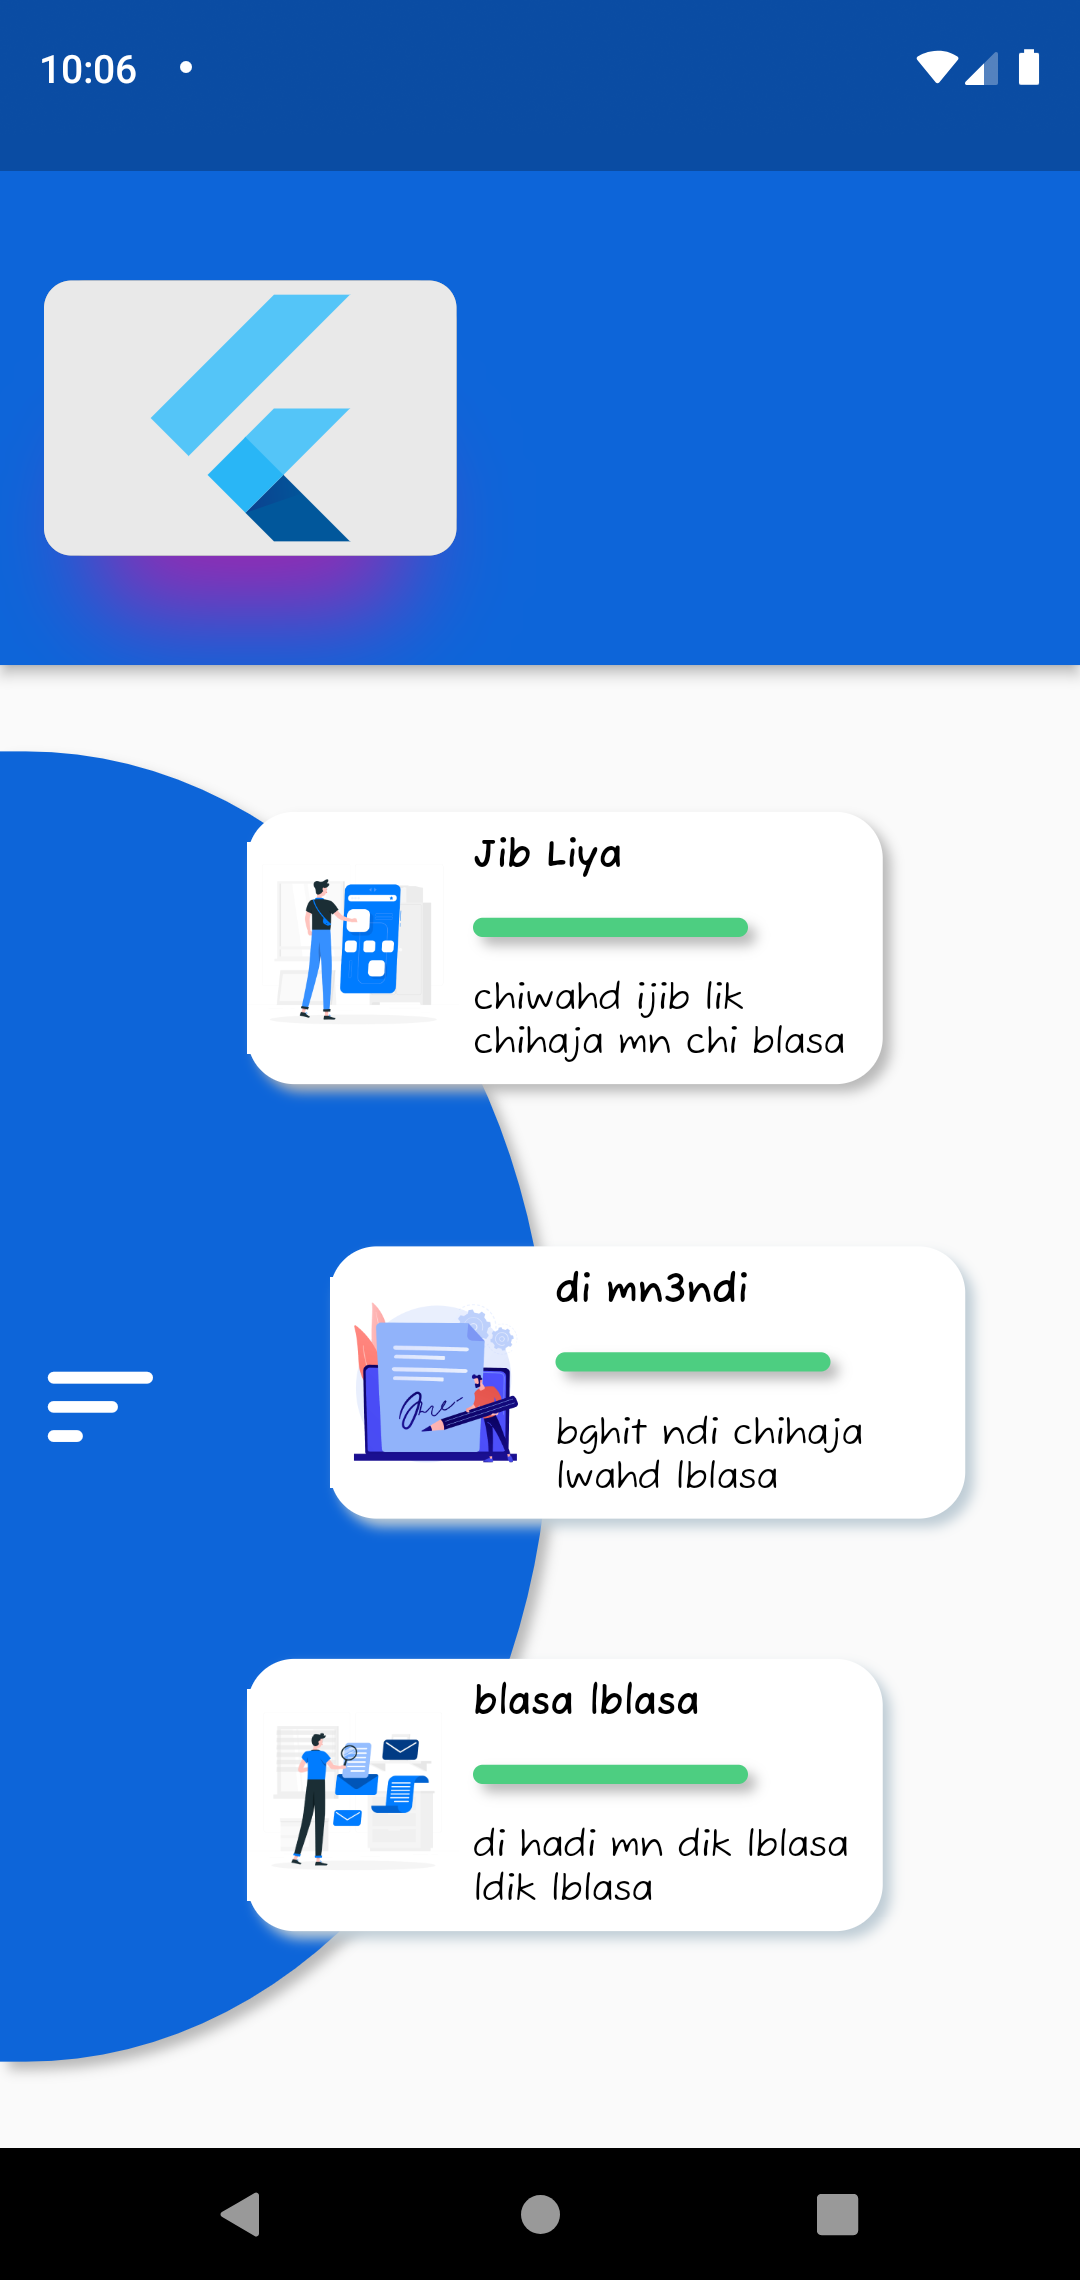 10:06
Jib Liya
chiwahd ijib lik
chihaja mn chi blasa
di mn3ndi
bghit ndi chihaja
lwahd lblasa
blasa lblasa
di hadi mn dik lblasa
ldik lblasa